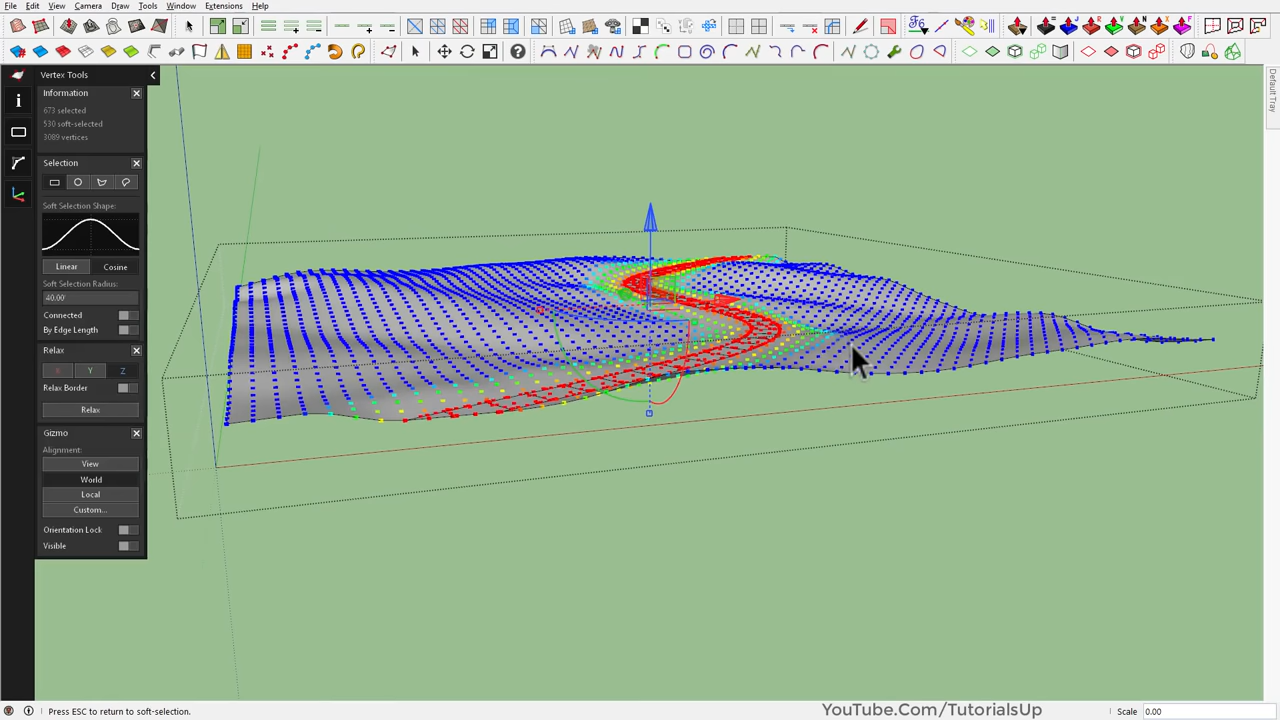 File Edit View Camera Draw Tools Window Extensions Help
Vertex Tools
Default Tray
Information
673 selected
530 soft-selected
3089 vertices
Selection
Soft Selection Shape:
Linear Cosine
Soft Selection Radius:
40.00'
Connected
By Edge Length
Relax
X Y Z
Relax Border
Relax
Gizmo
Alignment:
View
World
Local
Custom...
Orientation Lock
Visible
Press ESC to return to soft-selection.
YouTube.Com/TutorialsUp
Scale 0.00